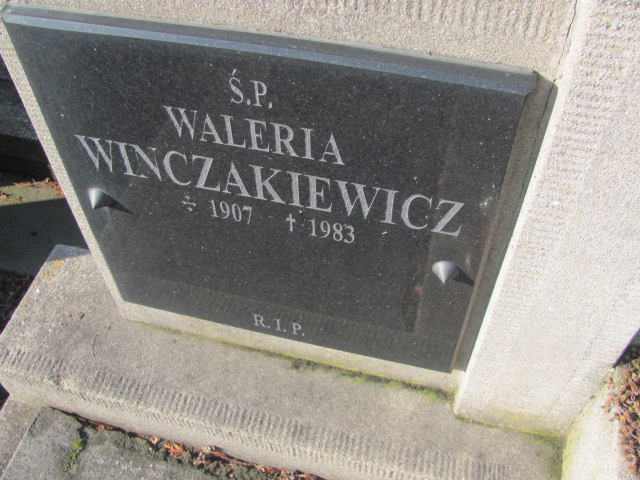 Ś.P.
WALERIA
WINCZAKIEWICZ
÷ 1907 † 1983
R.I.P.